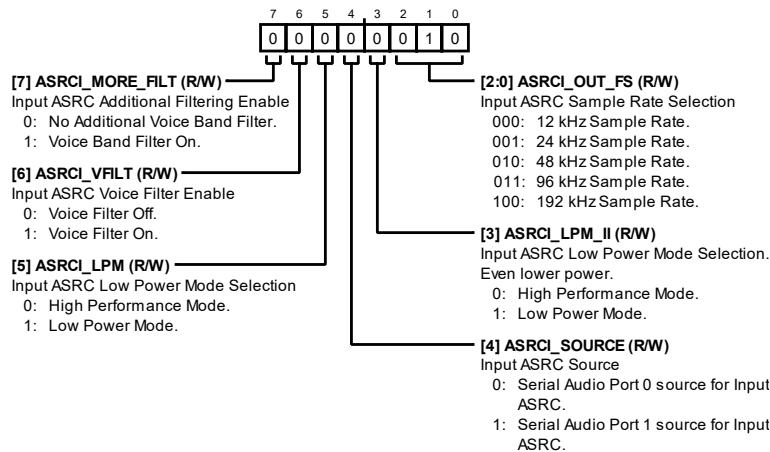 7 6 5 4 3 2 1 0
0 0 0 0 0 0 1 0
[7] ASRCI_MORE_FILT (R/W)
Input ASRC Additional Filtering Enable
0: No Additional Voice Band Filter.
1: Voice Band Filter On.
[6] ASRCI_VFILT (R/W)
Input ASRC Voice Filter Enable
0: Voice Filter Off.
1: Voice Filter On.
[5] ASRCI_LPM (R/W)
Input ASRC Low Power Mode Selection
0: High Performance Mode.
1: Low Power Mode.
[2:0] ASRCI_OUT_FS (R/W)
Input ASRC Sample Rate Selection
000: 12 kHz Sample Rate.
001: 24 kHz Sample Rate.
010: 48 kHz Sample Rate.
011: 96 kHz Sample Rate.
100: 192 kHz Sample Rate.
[3] ASRCI_LPM_II (R/W)
Input ASRC Low Power Mode Selection.
Even lower power.
0: High Performance Mode.
1: Low Power Mode.
[4] ASRCI_SOURCE (R/W)
Input ASRC Source
0: Serial Audio Port 0 source for Input
ASRC.
1: Serial Audio Port 1 source for Input
ASRC.